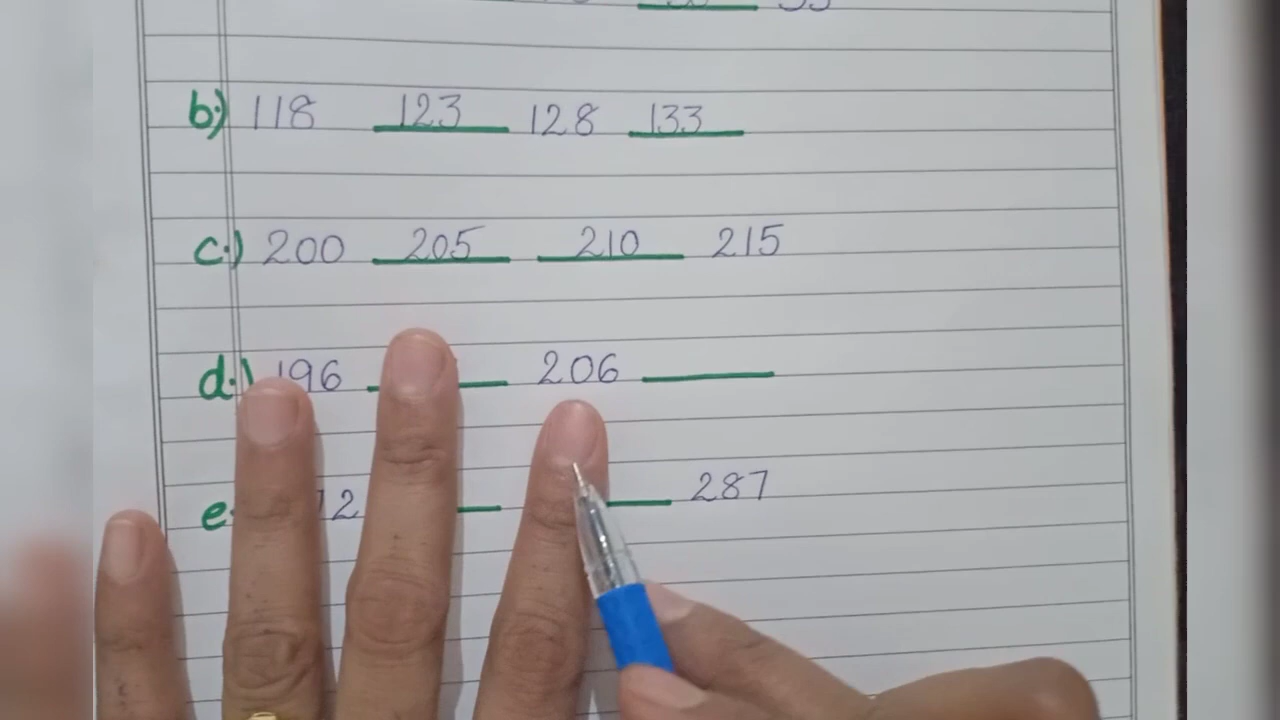 b.) 118 123 128 133
c.) 200 205 210 215
d.) 196 206
e. 287